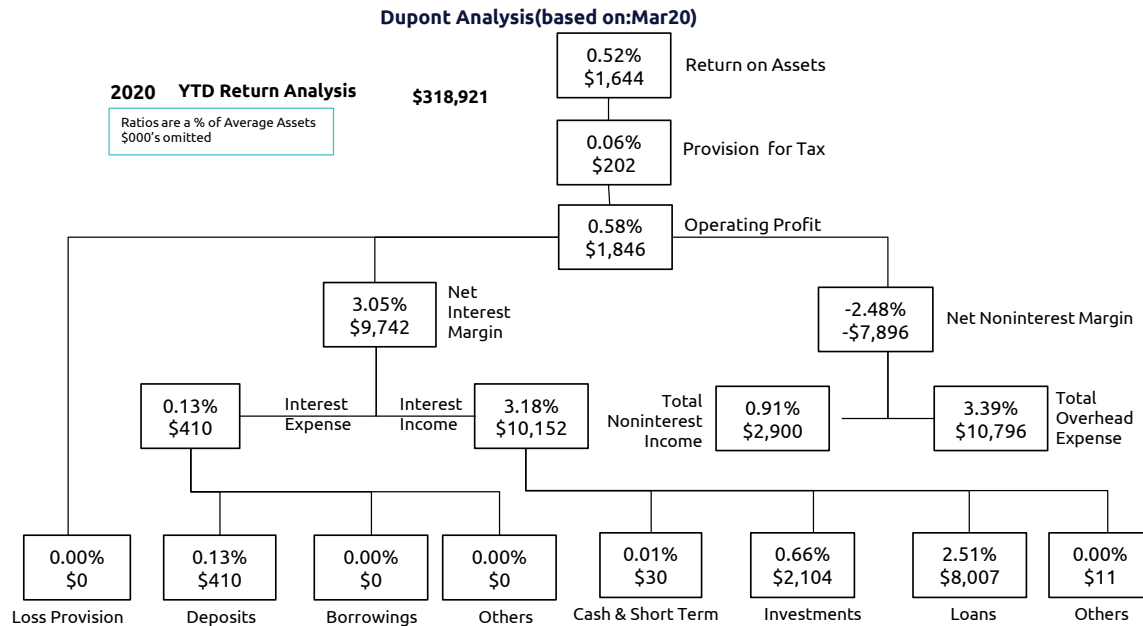 Dupont Analysis(based on:Mar20)
0.52%
$1,644
Return on Assets
2020 YTD Return Analysis
$318,921
Ratios are a % of Average Assets
$000's omitted
0.06%
$202
Provision for Tax
0.58%
$1,846
Operating Profit
3.05%
$9,742
Net
Interest
Margin
-2.48%
-$7,896
Net Noninterest Margin
0.13%
$410
Interest
Expense
Interest
Income
3.18%
$10,152
Total
Noninterest
Income
0.91%
$2,900
3.39%
$10,796
Total
Overhead
Expense
0.00%
$0
Loss Provision
0.13%
$410
Deposits
0.00%
$0
Borrowings
0.00%
$0
Others
0.01%
$30
Cash & Short Term
0.66%
$2,104
Investments
2.51%
$8,007
Loans
0.00%
$11
Others